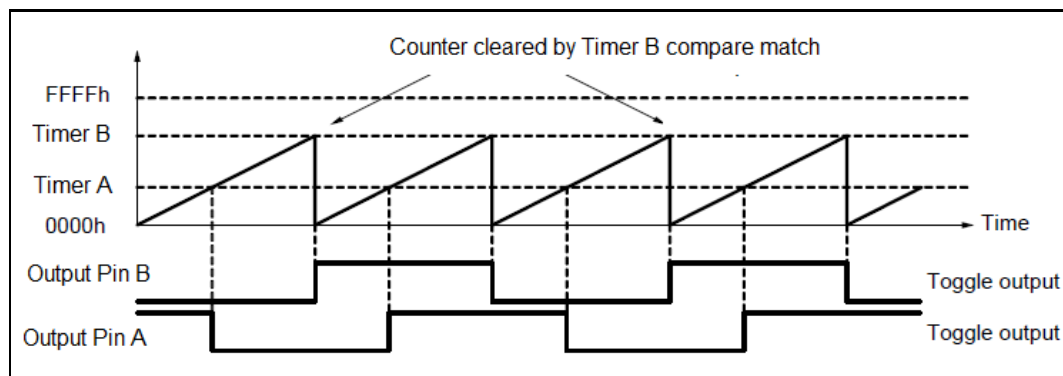 Counter cleared by Timer B compare match
FFFFh
Timer B
Timer A
0000h
Time
Output Pin B
Toggle output
Output Pin A
Toggle output